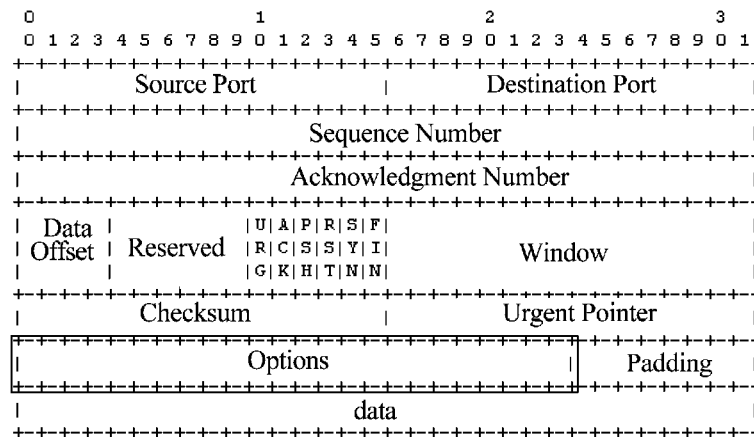 0 1 2 3
0 1 2 3 4 5 6 7 8 9 0 1 2 3 4 5 6 7 8 9 0 1 2 3 4 5 6 7 8 9 0 1
+-+-+-+-+-+-+-+-+-+-+-+-+-+-+-+-+-+-+-+-+-+-+-+-+-+-+-+-+-+-+-+-+
| Source Port | Destination Port |
+-+-+-+-+-+-+-+-+-+-+-+-+-+-+-+-+-+-+-+-+-+-+-+-+-+-+-+-+-+-+-+-+
| Sequence Number |
+-+-+-+-+-+-+-+-+-+-+-+-+-+-+-+-+-+-+-+-+-+-+-+-+-+-+-+-+-+-+-+-+
| Acknowledgment Number |
+-+-+-+-+-+-+-+-+-+-+-+-+-+-+-+-+-+-+-+-+-+-+-+-+-+-+-+-+-+-+-+-+
| Data | |U|A|P|R|S|F| |
| Offset | Reserved |R|C|S|S|Y|I| Window |
| | |G|K|H|T|N|N| |
+-+-+-+-+-+-+-+-+-+-+-+-+-+-+-+-+-+-+-+-+-+-+-+-+-+-+-+-+-+-+-+-+
| Checksum | Urgent Pointer |
+-+-+-+-+-+-+-+-+-+-+-+-+-+-+-+-+-+-+-+-+-+-+-+-+-+-+-+-+-+-+-+-+
| Options | Padding |
+-+-+-+-+-+-+-+-+-+-+-+-+-+-+-+-+-+-+-+-+-+-+-+-+-+-+-+-+-+-+-+-+
| data |
+-+-+-+-+-+-+-+-+-+-+-+-+-+-+-+-+-+-+-+-+-+-+-+-+-+-+-+-+-+-+-+-+